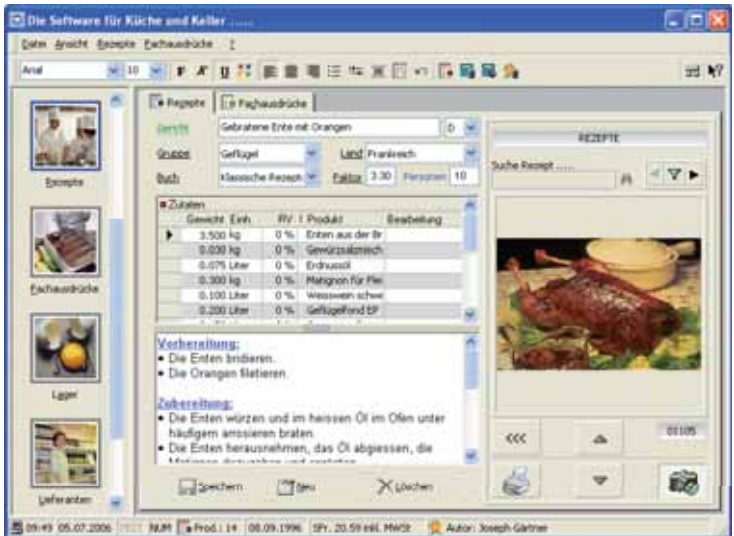 Die Software für Küche und Keller ......
Datei Ansicht Rezepte Fachausdrücke ?
Arial 10 F K U
Rezepte Fachausdrücke
Gericht Gebratene Ente mit Orangen D
Gruppe Geflügel Land Frankreich
Buch Klassische Rezept Faktor 3.30 Personen 10
Zutaten
Gewicht Einh. RV ! Produkt Bearbeitung
3.500 kg 0 % Enten aus der Br
0.030 kg 0 % Gewürzsalzmisch
0.075 Liter 0 % Erdnussöl
0.300 kg 0 % Matignon für Flei
0.100 Liter 0 % Weisswein schwe
0.200 Liter 0 % Geflügelfond EP
Vorbereitung:
• Die Enten bridieren.
• Die Orangen filetieren.
Zubereitung:
• Die Enten würzen und im heissen Öl im Ofen unter
häufigem arrosieren braten.
• Die Enten herausnehmen, das Öl abgiessen, die
Speichern Neu Löschen
REZEPTE
Suche Rezept .....
<<<
01105
Rezepte
Fachausdrücke
Lager
Lieferanten
09:49 05.07.2006 FEST NUM Prod.: 14 08.09.1996 SFr. 20.59 inkl. MwSt Autor: Joseph Gärtner